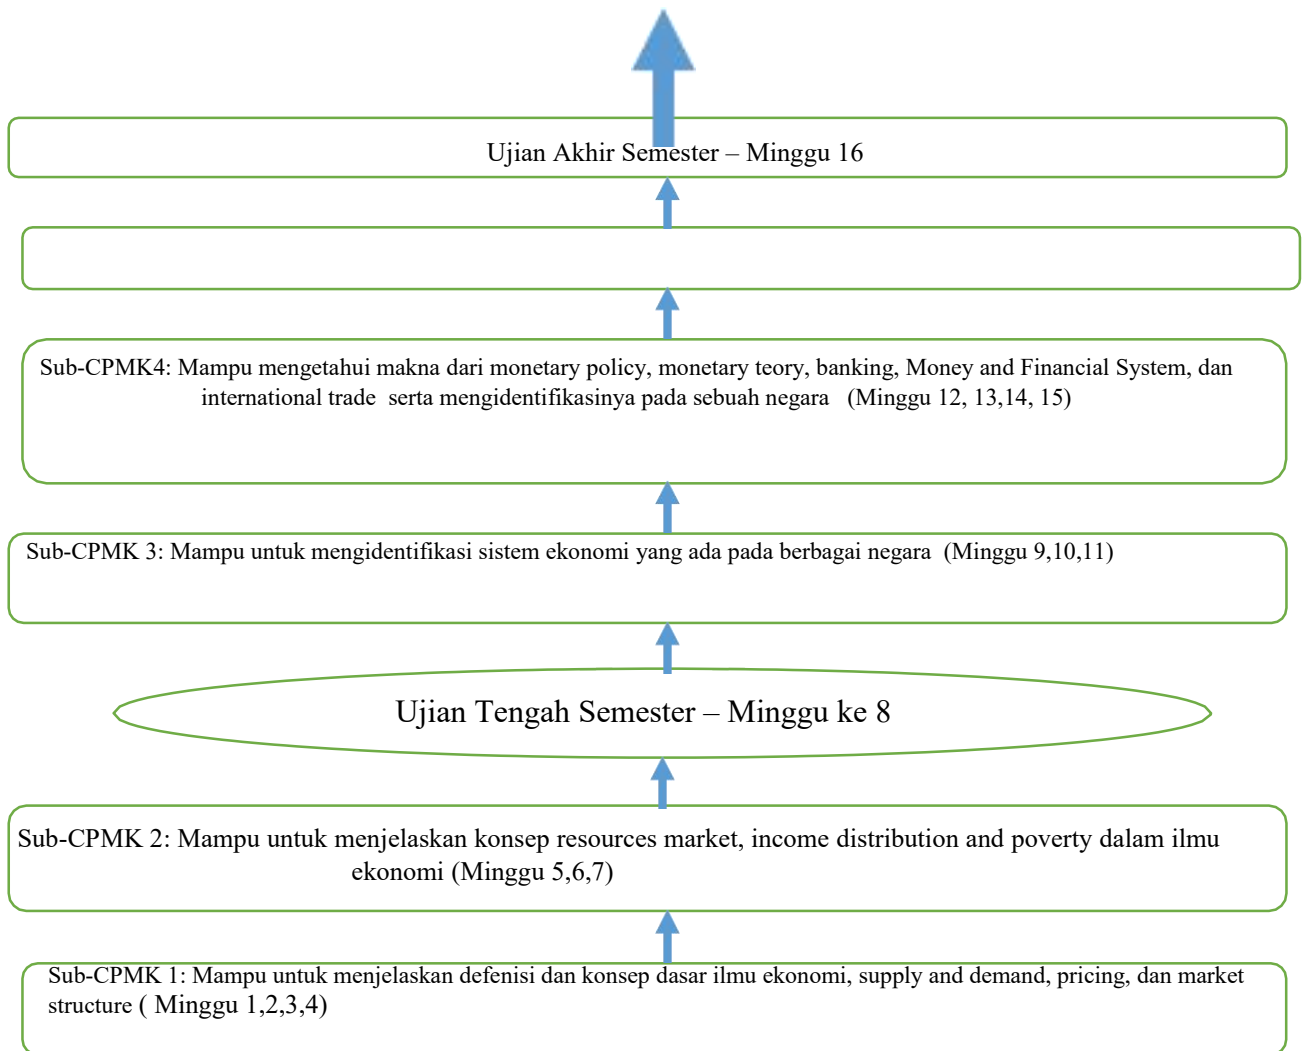 Ujian Akhir Semester – Minggu 16
Sub-CPMK4: Mampu mengetahui makna dari monetary policy, monetary teory, banking, Money and Financial System, dan
international trade serta mengidentifikasinya pada sebuah negara (Minggu 12, 13,14, 15)
Sub-CPMK 3: Mampu untuk mengidentifikasi sistem ekonomi yang ada pada berbagai negara (Minggu 9,10,11)
Ujian Tengah Semester – Minggu ke 8
Sub-CPMK 2: Mampu untuk menjelaskan konsep resources market, income distribution and poverty dalam ilmu
ekonomi (Minggu 5,6,7)
Sub-CPMK 1: Mampu untuk menjelaskan defenisi dan konsep dasar ilmu ekonomi, supply and demand, pricing, dan market
structure ( Minggu 1,2,3,4)